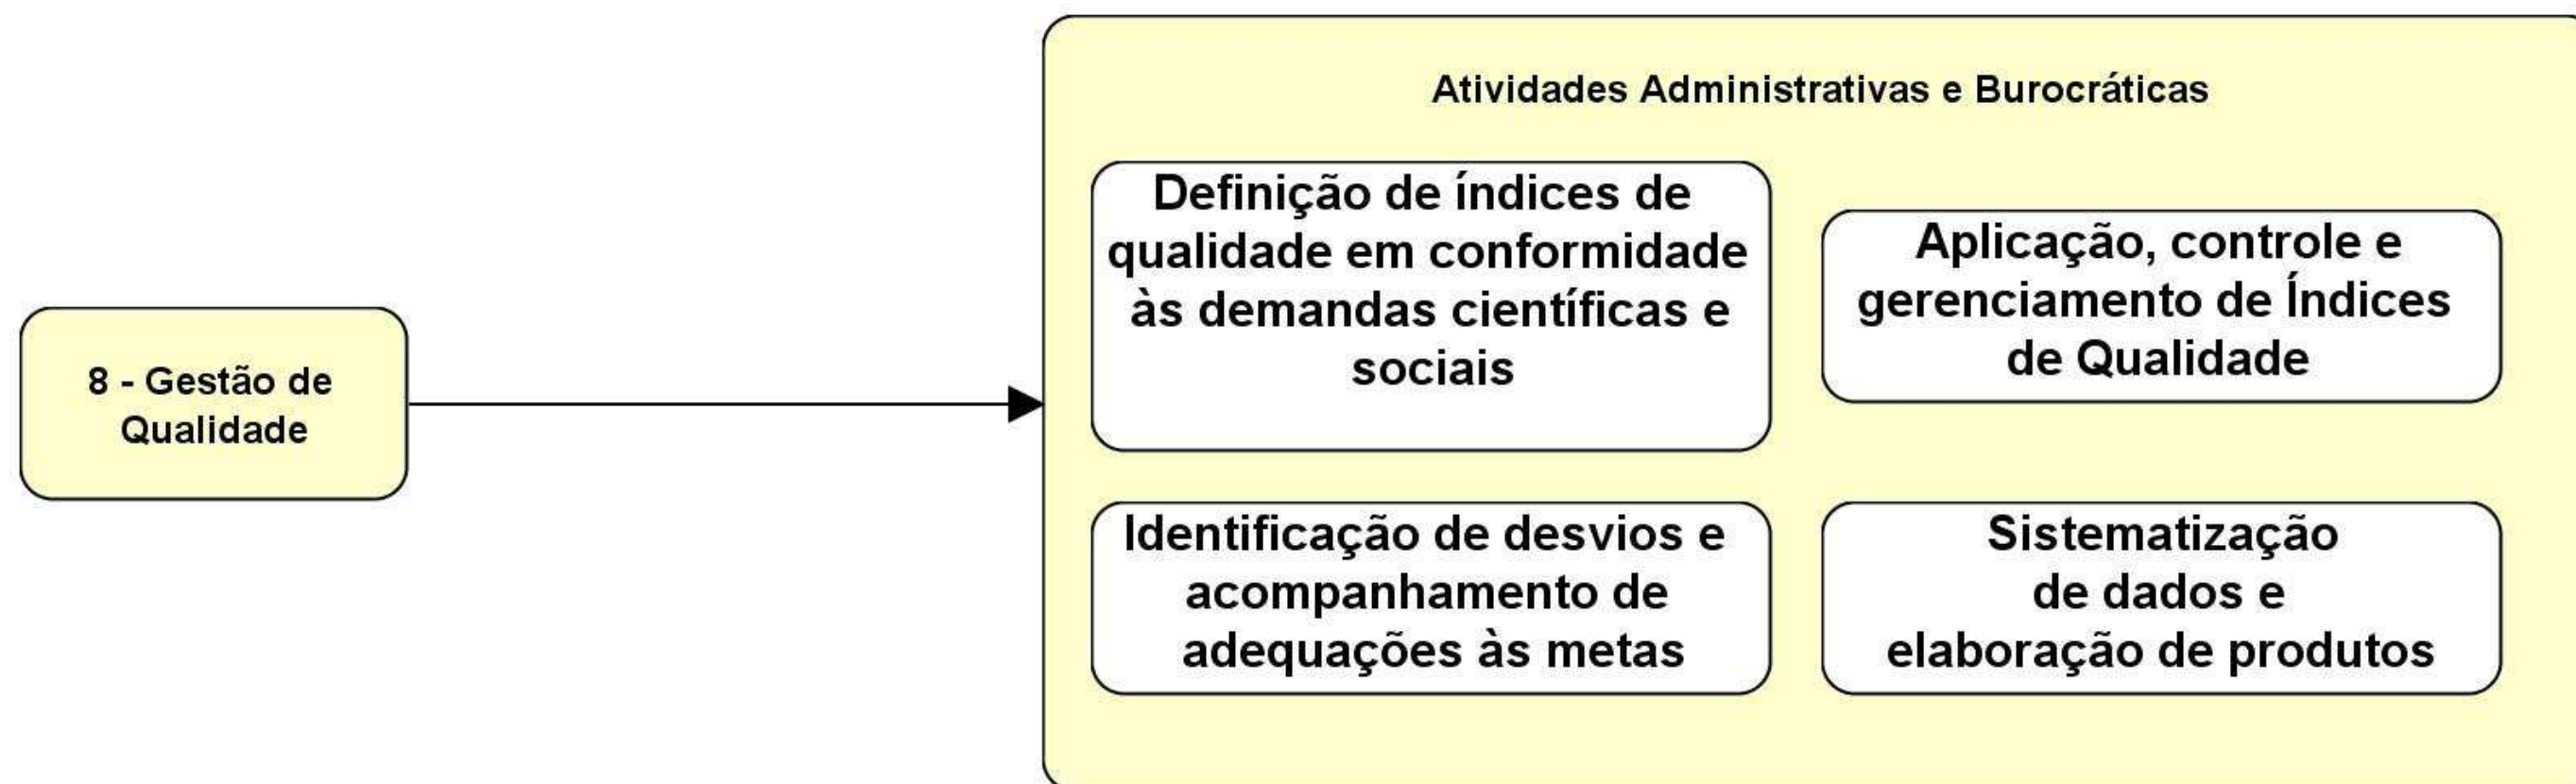 8 - Gestão de
Qualidade
Atividades Administrativas e Burocráticas
Definição de índices de
qualidade em conformidade
às demandas científicas e
sociais
Aplicação, controle e
gerenciamento de Índices
de Qualidade
Identificação de desvios e
acompanhamento de
adequações às metas
Sistematização
de dados e
elaboração de produtos